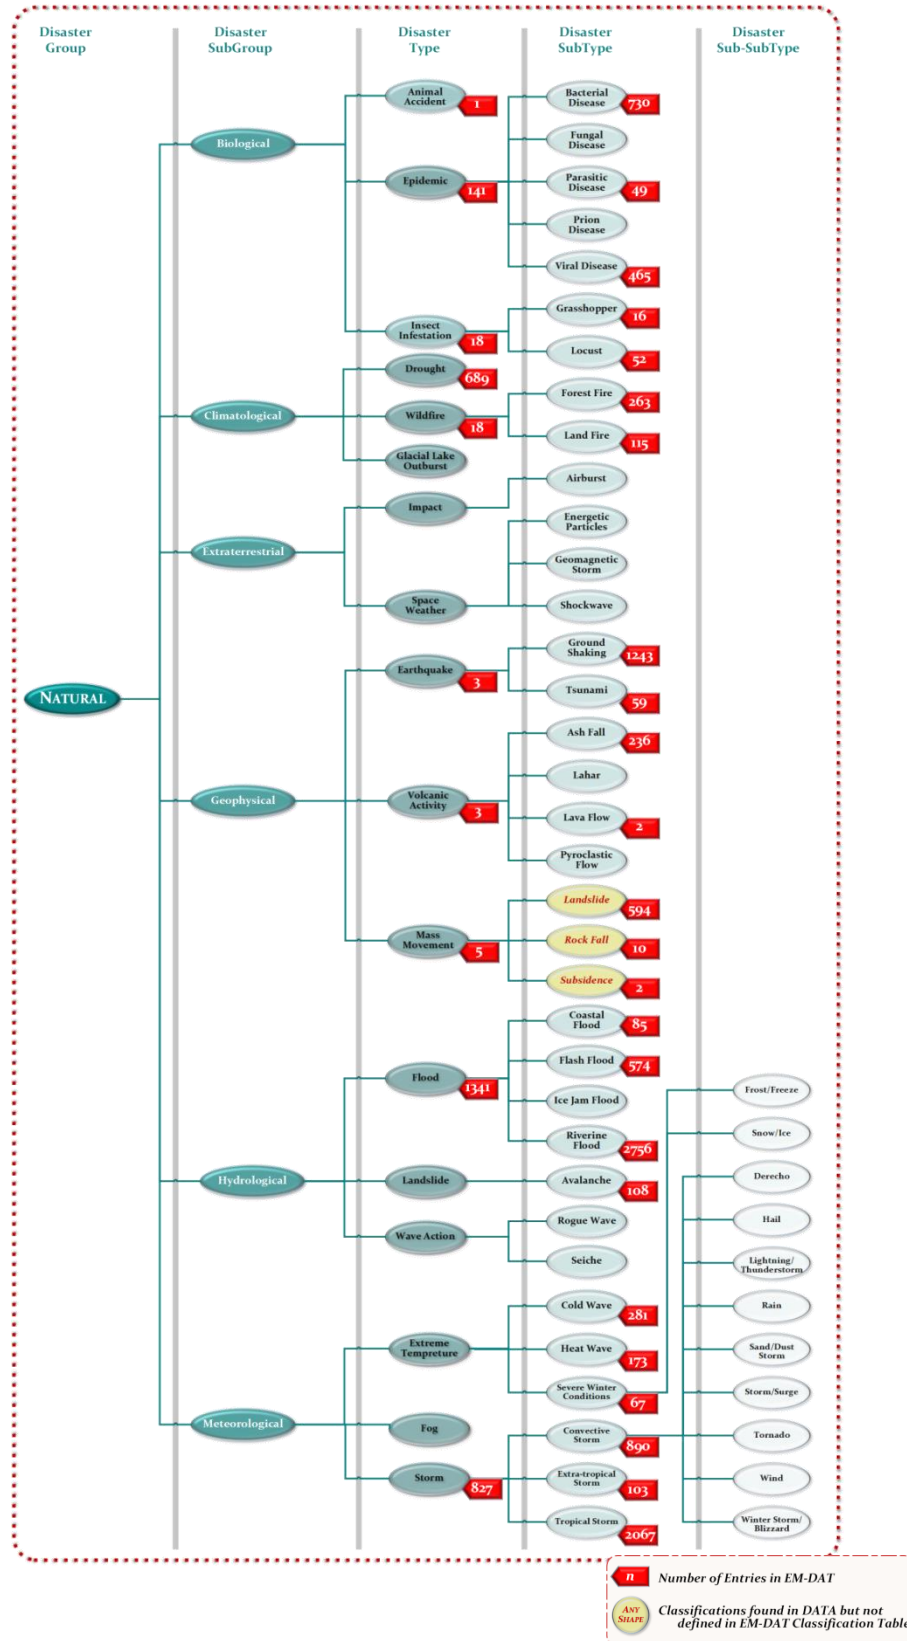 Disaster
Group
Disaster
SubGroup
Disaster
Type
Disaster
SubType
Disaster
Sub-SubType
Animal
Accident
1
Bacterial
Disease
730
Biological
Fungal
Disease
Epidemic
141
Parasitic
Disease
49
Prion
Disease
Viral Disease
465
Grasshopper
16
Insect
Infestation
18
Locust
52
Drought
689
Forest Fire
263
Climatological
Wildfire
18
Land Fire
115
Glacial Lake
Outburst
Airburst
Impact
Energetic
Particles
Extraterrestrial
Geomagnetic
Storm
Space
Weather
Shockwave
Ground
Shaking
1243
Earthquake
3
Tsunami
59
NATURAL
Ash Fall
236
Lahar
Geophysical
Volcanic
Activity
3
Lava Flow
2
Pyroclastic
Flow
Landslide
594
Mass
Movement
5
Rock Fall
10
Subsidence
2
Coastal
Flood
85
Flash Flood
574
Flood
1341
Ice Jam Flood
Frost/Freeze
Riverine
Flood
2756
Snow/Ice
Hydrological
Landslide
Avalanche
108
Derecho
Rogue Wave
Hail
Wave Action
Seiche
Lightning/
Thunderstorm
Cold Wave
281
Rain
Extreme
Tempreture
Heat Wave
173
Sand/Dust
Storm
Severe Winter
Conditions
67
Storm/Surge
Meteorological
Fog
Convective
Storm
890
Tornado
Storm
827
Extra-tropical
Storm
103
Wind
Tropical Storm
2067
Winter Storm/
Blizzard
n
Number of Entries in EM-DAT
ANY
SHAPE
Classifications found in DATA but not
defined in EM-DAT Classification Table